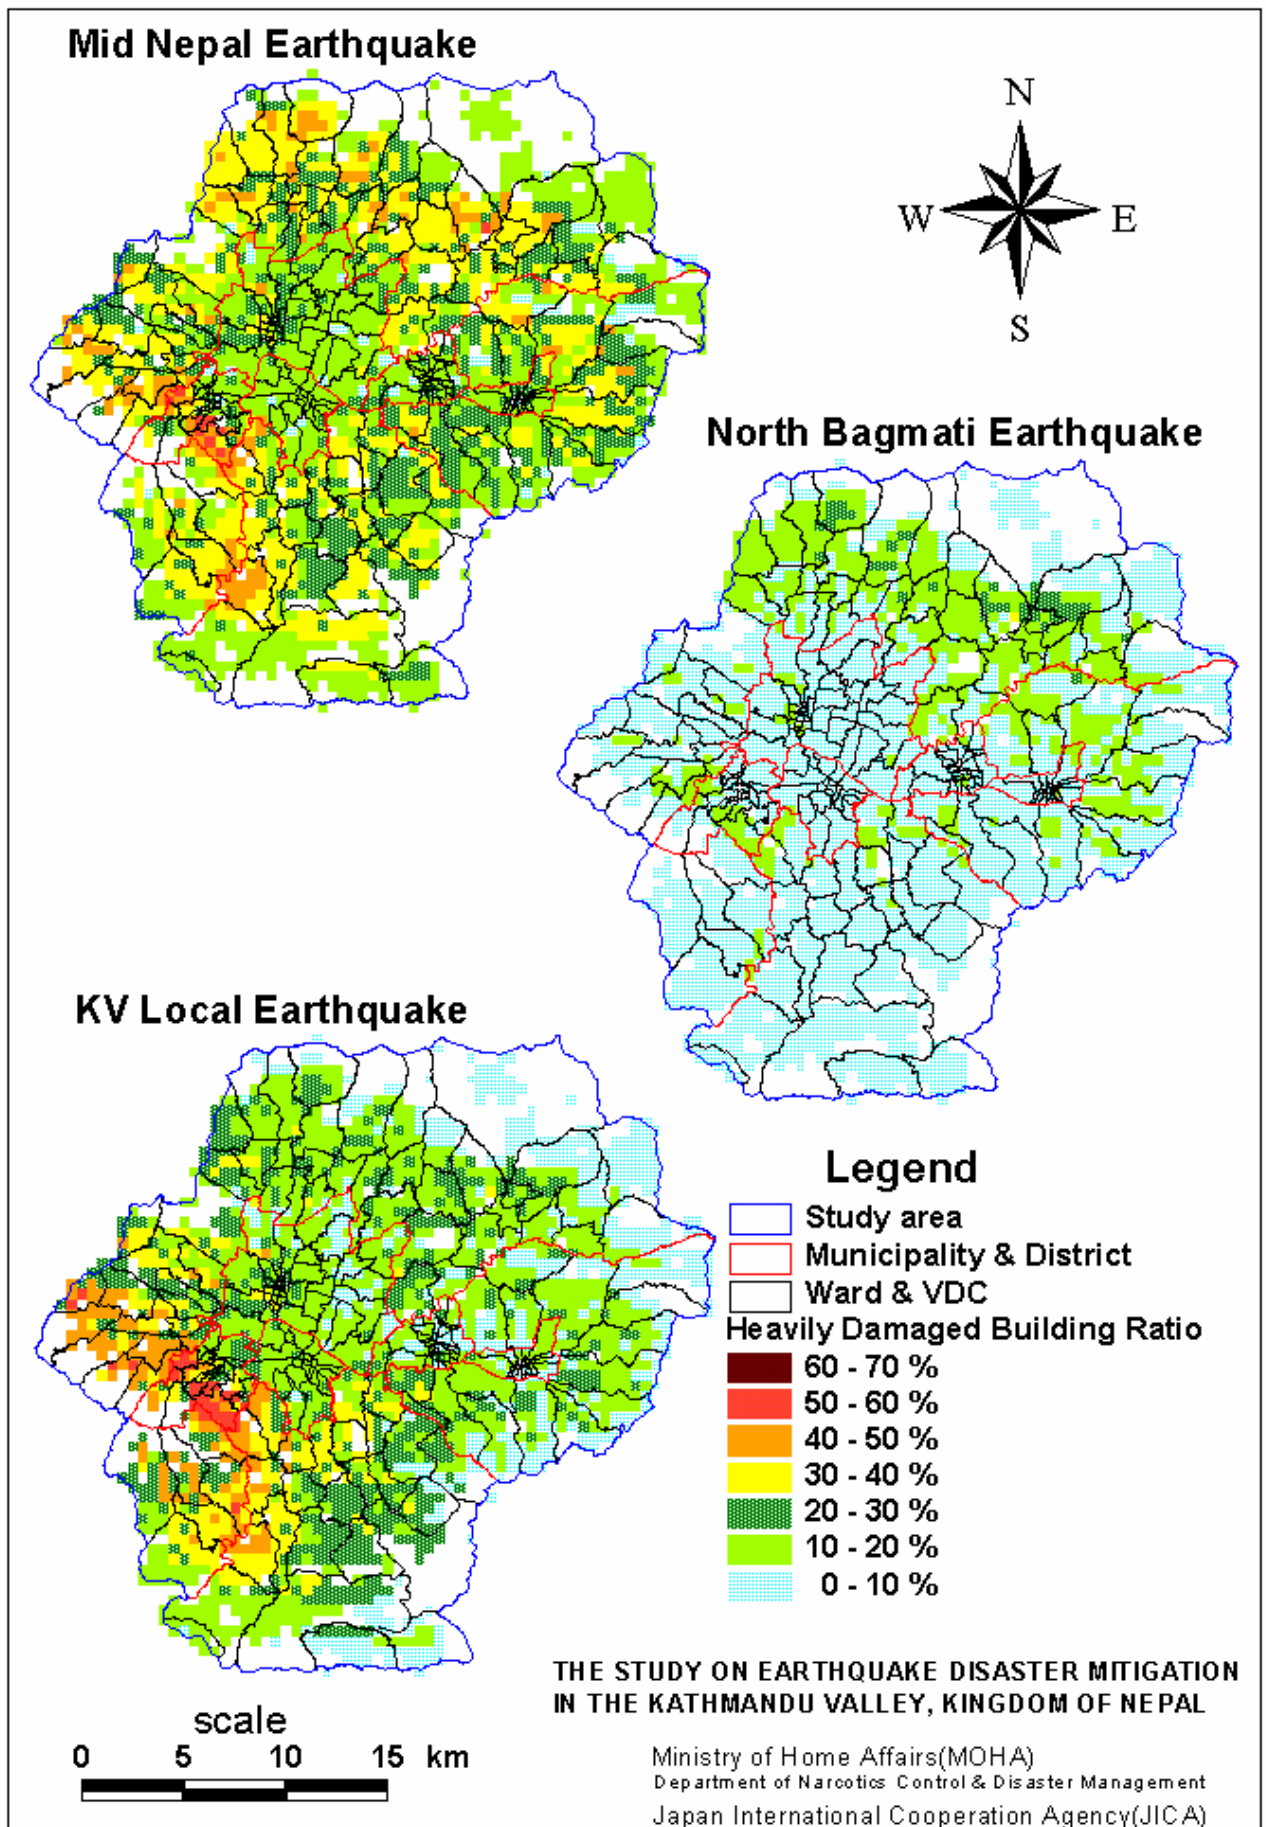 Mid Nepal Earthquake
N
W
E
S
North Bagmati Earthquake
KV Local Earthquake
Legend
Study area
Municipality & District
Ward & VDC
Heavily Damaged Building Ratio
60 - 70 %
50 - 60 %
40 - 50 %
30 - 40 %
20 - 30 %
10 - 20 %
0 - 10 %
THE STUDY ON EARTHQUAKE DISASTER MITIGATION
IN THE KATHMANDU VALLEY, KINGDOM OF NEPAL
scale
0 5 10 15 km
Ministry of Home Affairs(MOHA)
Department of Narcotics Control & Disaster Management
Japan International Cooperation Agency(JICA)